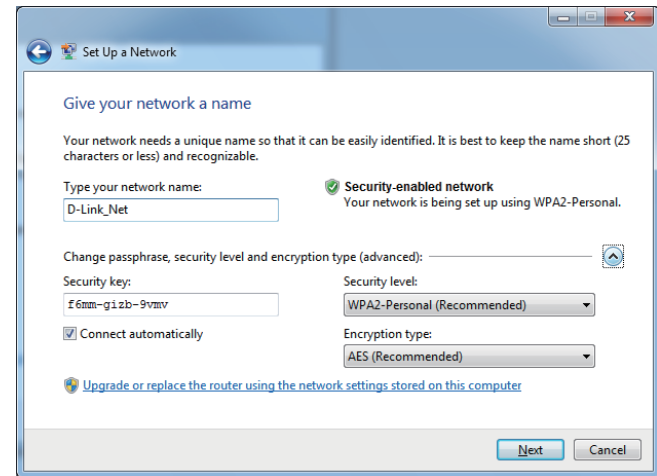 Set Up a Network
Give your network a name
Your network needs a unique name so that it can be easily identified. It is best to keep the name short (25
characters or less) and recognizable.
Type your network name:
D-Link_Net
Security-enabled network
Your network is being set up using WPA2-Personal.
Change passphrase, security level and encryption type (advanced):
Security key:
f6mm-gizb-9vmv
Security level:
WPA2-Personal (Recommended)
Connect automatically
Encryption type:
AES (Recommended)
Upgrade or replace the router using the network settings stored on this computer
Next
Cancel